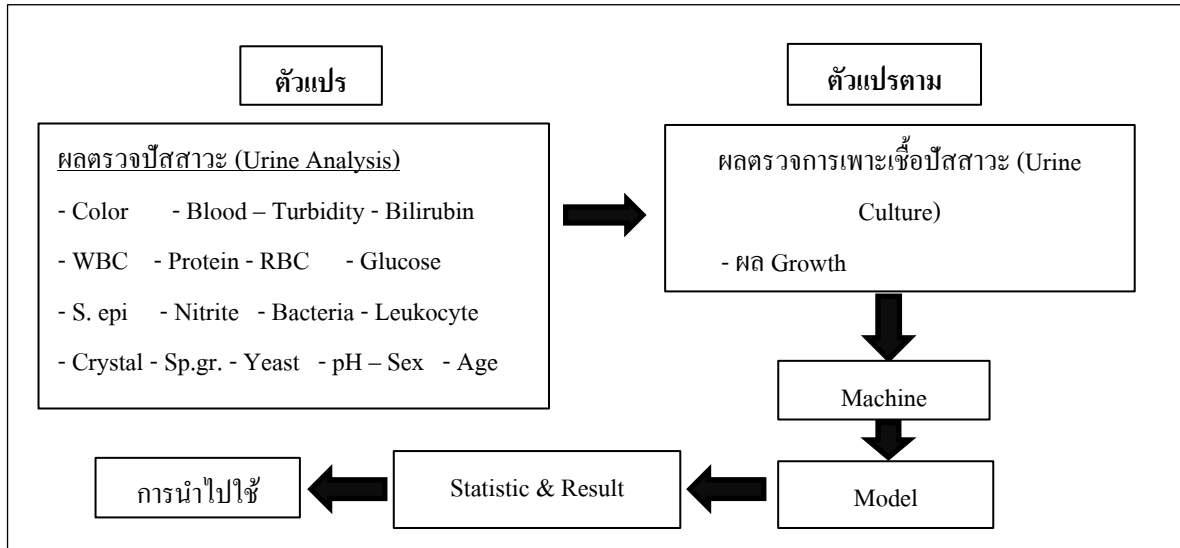 ตัวแปร
ตัวแปรตาม
ผลตรวจปัสสาวะ (Urine Analysis)
- Color - Blood – Turbidity - Bilirubin
- WBC - Protein - RBC - Glucose
- S. epi - Nitrite - Bacteria - Leukocyte
- Crystal - Sp.gr. - Yeast - pH – Sex - Age
ผลตรวจการเพาะเชื้อปัสสาวะ (Urine
Culture)
- ผล Growth
Machine
Model
Statistic & Result
การนำไปใช้